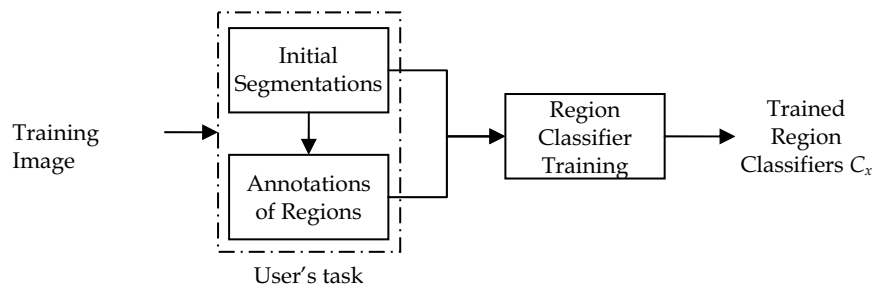 Training
Image
Initial
Segmentations
Annotations
of Regions
User's task
Region
Classifier
Training
Trained
Region
Classifiers Cx